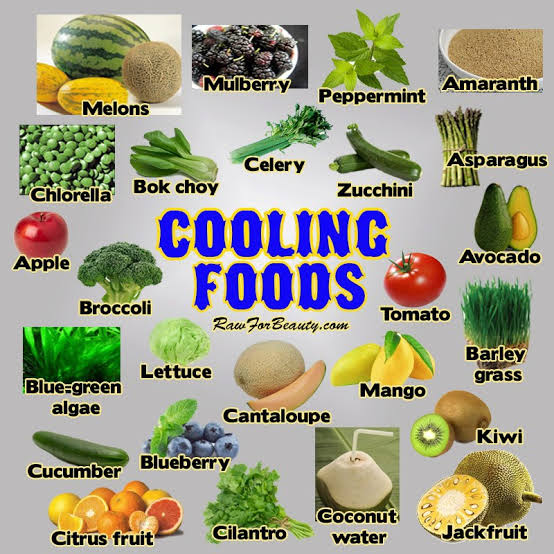 Melons
Mulberry
Peppermint
Amaranth
Chlorella
Bok choy
Celery
Zucchini
Asparagus
COOLING
FOODS
RawForBeauty.com
Apple
Broccoli
Tomato
Avocado
Blue-green
algae
Lettuce
Cantaloupe
Mango
Barley
grass
Cucumber
Blueberry
Kiwi
Citrus fruit
Cilantro
Coconut
water
Jackfruit